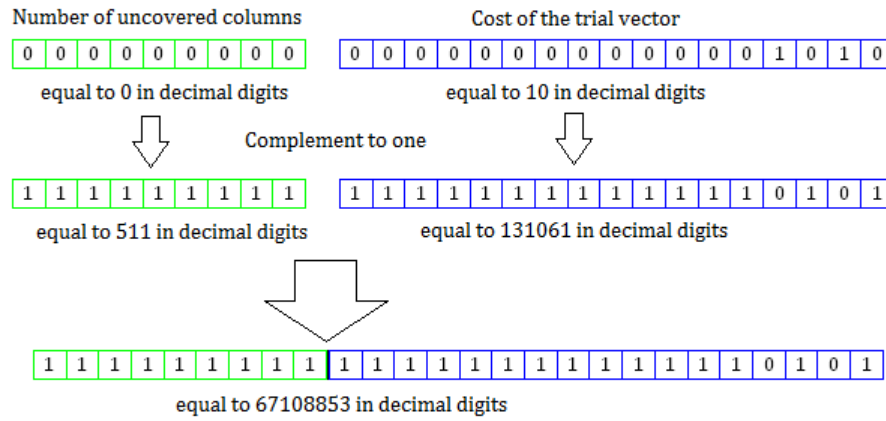 Number of uncovered columns Cost of the trial vector
0 0 0 0 0 0 0 0 0 0 0 0 0 0 0 0 0 0 0 0 0 0 1 0 1 0
equal to 0 in decimal digits equal to 10 in decimal digits
Complement to one
1 1 1 1 1 1 1 1 1 1 1 1 1 1 1 1 1 1 1 1 1 1 0 1 0 1
equal to 511 in decimal digits equal to 131061 in decimal digits
1 1 1 1 1 1 1 1 1 1 1 1 1 1 1 1 1 1 1 1 1 1 0 1 0 1
equal to 67108853 in decimal digits